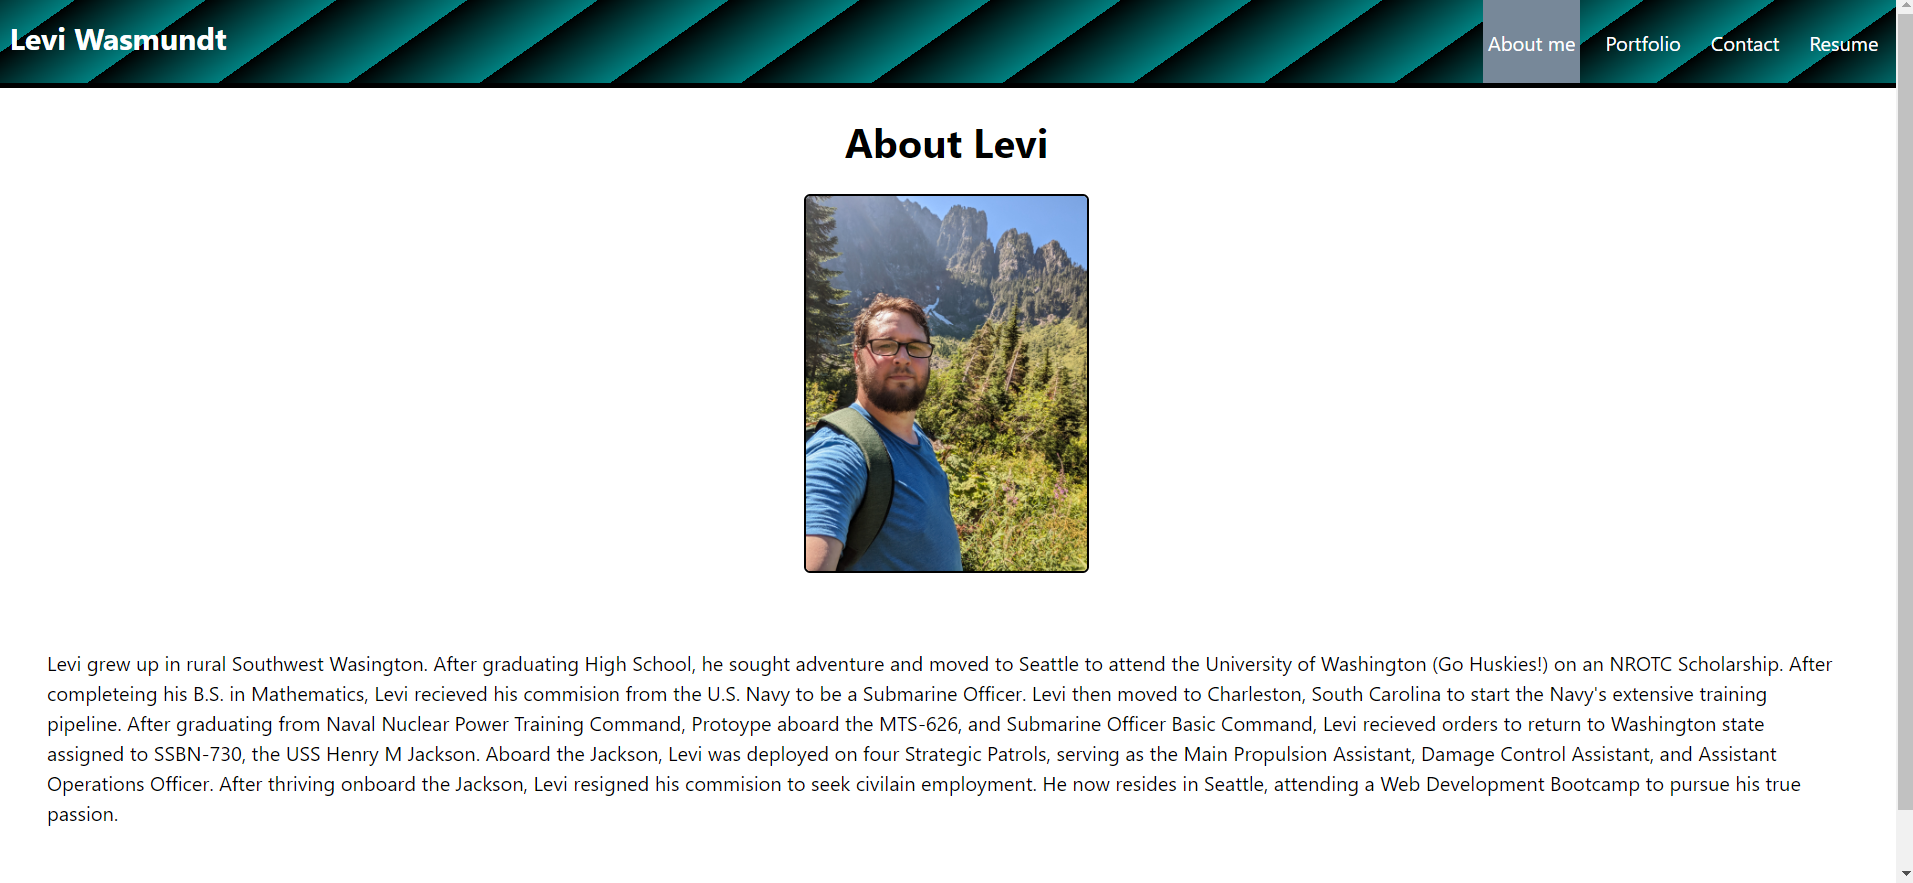 Levi Wasmundt
About me
Portfolio
Contact
Resume
About Levi
Levi grew up in rural Southwest Wasington. After graduating High School, he sought adventure and moved to Seattle to attend the University of Washington (Go Huskies!) on an NROTC Scholarship. After
completeing his B.S. in Mathematics, Levi recieved his commision from the U.S. Navy to be a Submarine Officer. Levi then moved to Charleston, South Carolina to start the Navy's extensive training
pipeline. After graduating from Naval Nuclear Power Training Command, Protoype aboard the MTS-626, and Submarine Officer Basic Command, Levi recieved orders to return to Washington state
assigned to SSBN-730, the USS Henry M Jackson. Aboard the Jackson, Levi was deployed on four Strategic Patrols, serving as the Main Propulsion Assistant, Damage Control Assistant, and Assistant
Operations Officer. After thriving onboard the Jackson, Levi resigned his commision to seek civilain employment. He now resides in Seattle, attending a Web Development Bootcamp to pursue his true
passion.